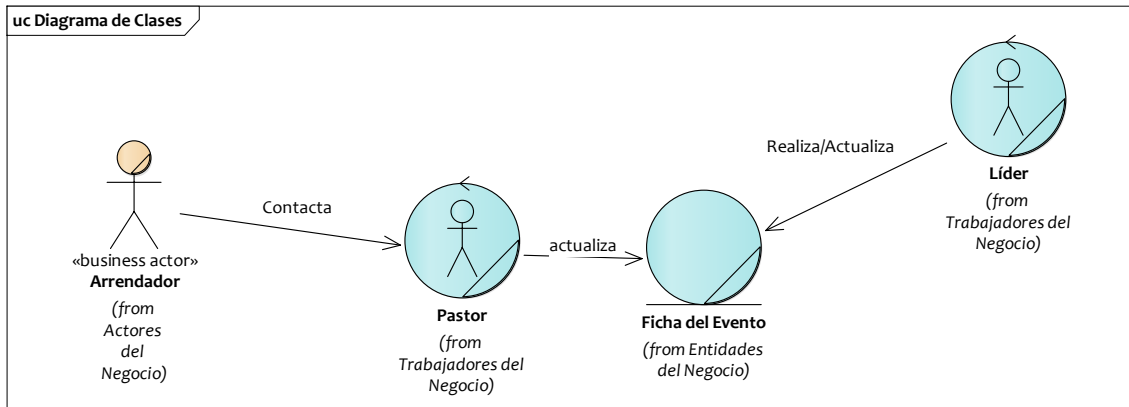 uc Diagrama de Clases
«business actor»
Arrendador
(from
Actores
del
Negocio)
Contacta
Pastor
(from
Trabajadores del
Negocio)
actualiza
Ficha del Evento
(from Entidades
del Negocio)
Realiza/Actualiza
Líder
(from
Trabajadores del
Negocio)